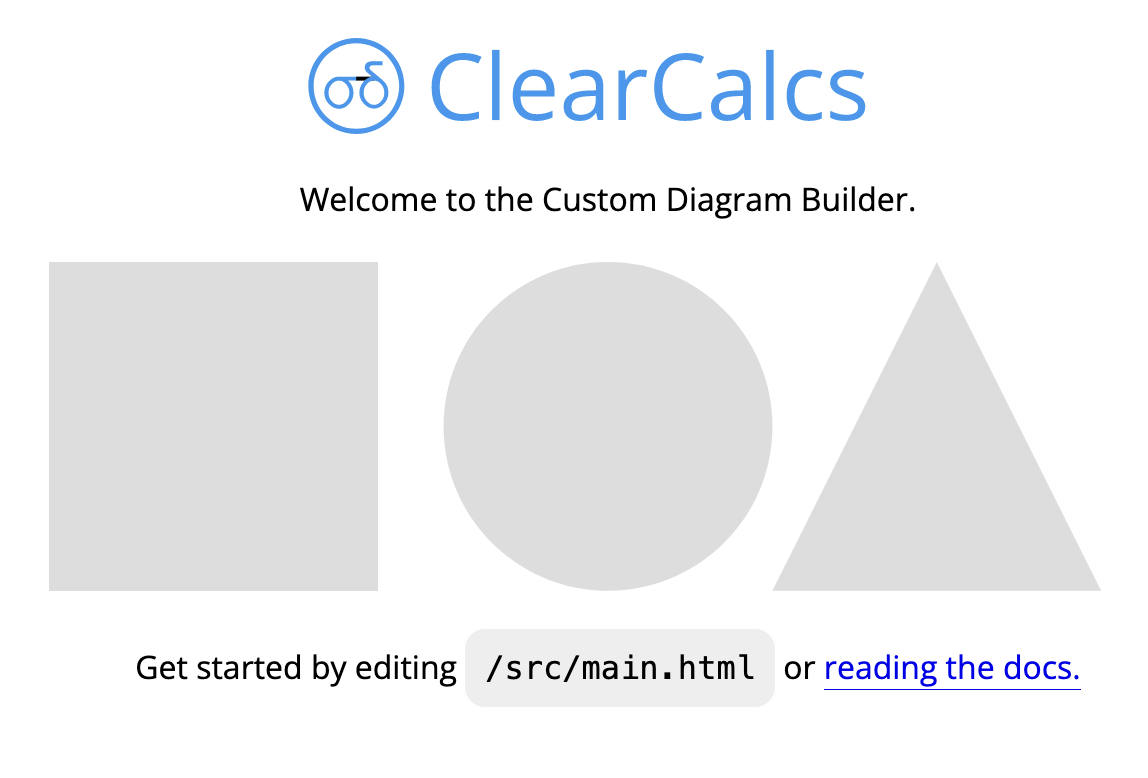 ClearCalcs
Welcome to the Custom Diagram Builder.
Get started by editing /src/main.html or reading the docs.